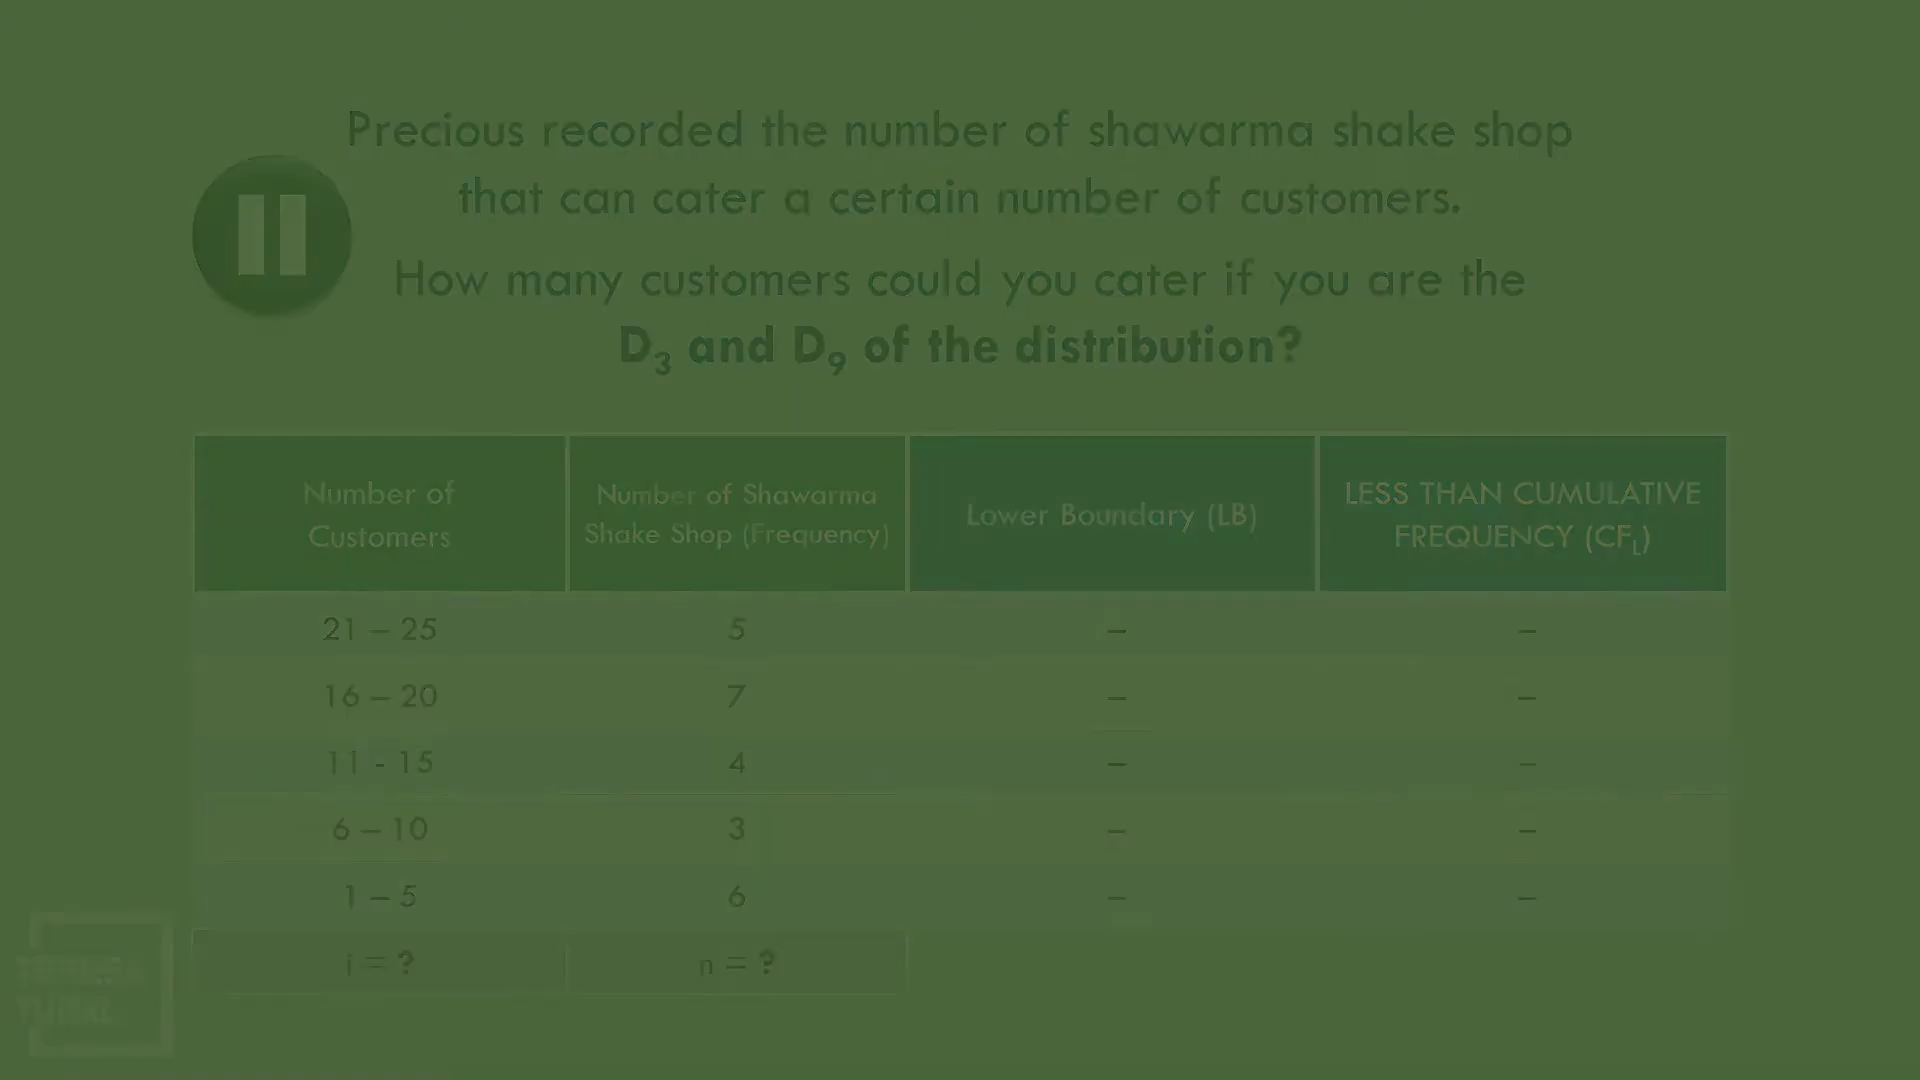 Precious recorded the number of shawarma shake shop
that can cater a certain number of customers.
How many customers could you cater if you are the
D₃ and D₉ of the distribution?
Number of Customers
Number of Shawarma Shake Shop (Frequency)
Lower Boundary (LB)
LESS THAN CUMULATIVE FREQUENCY (CF_L)
21 – 25 5 – –
16 – 20 7 – –
11 - 15 4 – –
6 – 10 3 – –
1 – 5 6 – –
i = ? n = ?